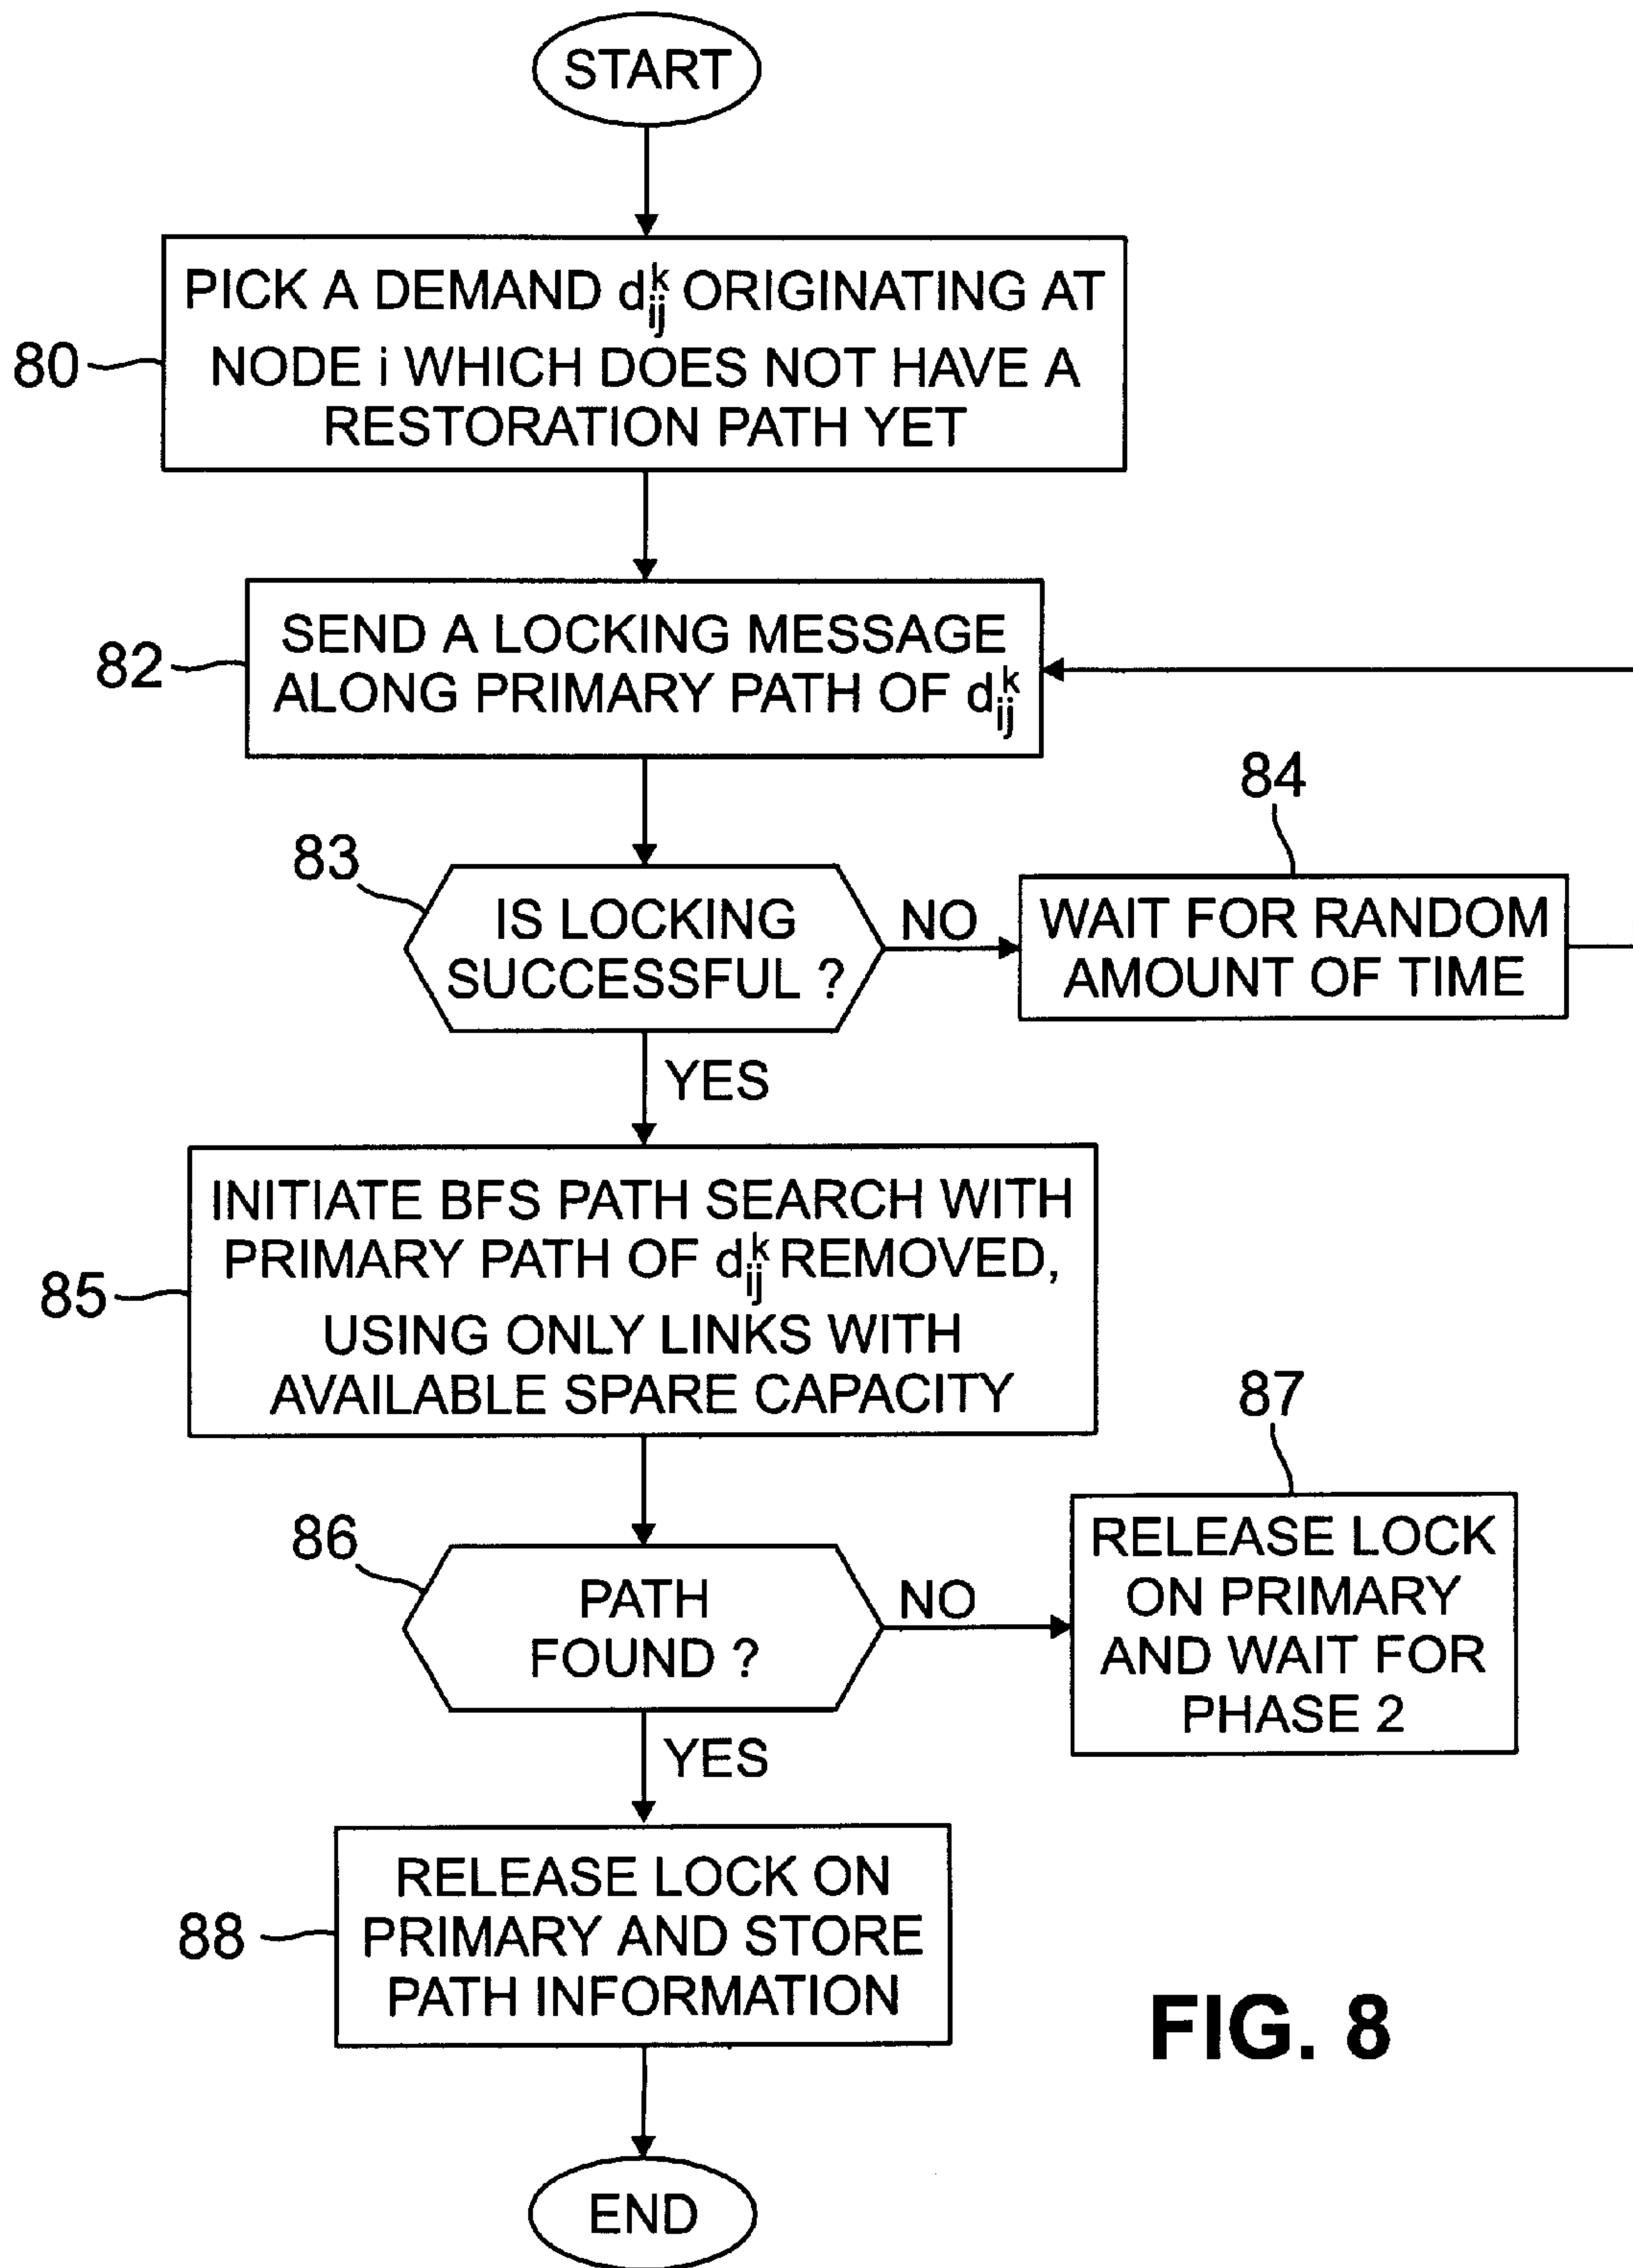 START
PICK A DEMAND d^k_ij ORIGINATING AT
NODE i WHICH DOES NOT HAVE A
RESTORATION PATH YET
80
SEND A LOCKING MESSAGE
ALONG PRIMARY PATH OF d^k_ij
82
83
IS LOCKING
SUCCESSFUL ?
NO
84
WAIT FOR RANDOM
AMOUNT OF TIME
YES
INITIATE BFS PATH SEARCH WITH
PRIMARY PATH OF d^k_ij REMOVED,
USING ONLY LINKS WITH
AVAILABLE SPARE CAPACITY
85
86
PATH
FOUND ?
NO
87
RELEASE LOCK
ON PRIMARY
AND WAIT FOR
PHASE 2
YES
RELEASE LOCK ON
PRIMARY AND STORE
PATH INFORMATION
88
END
FIG. 8